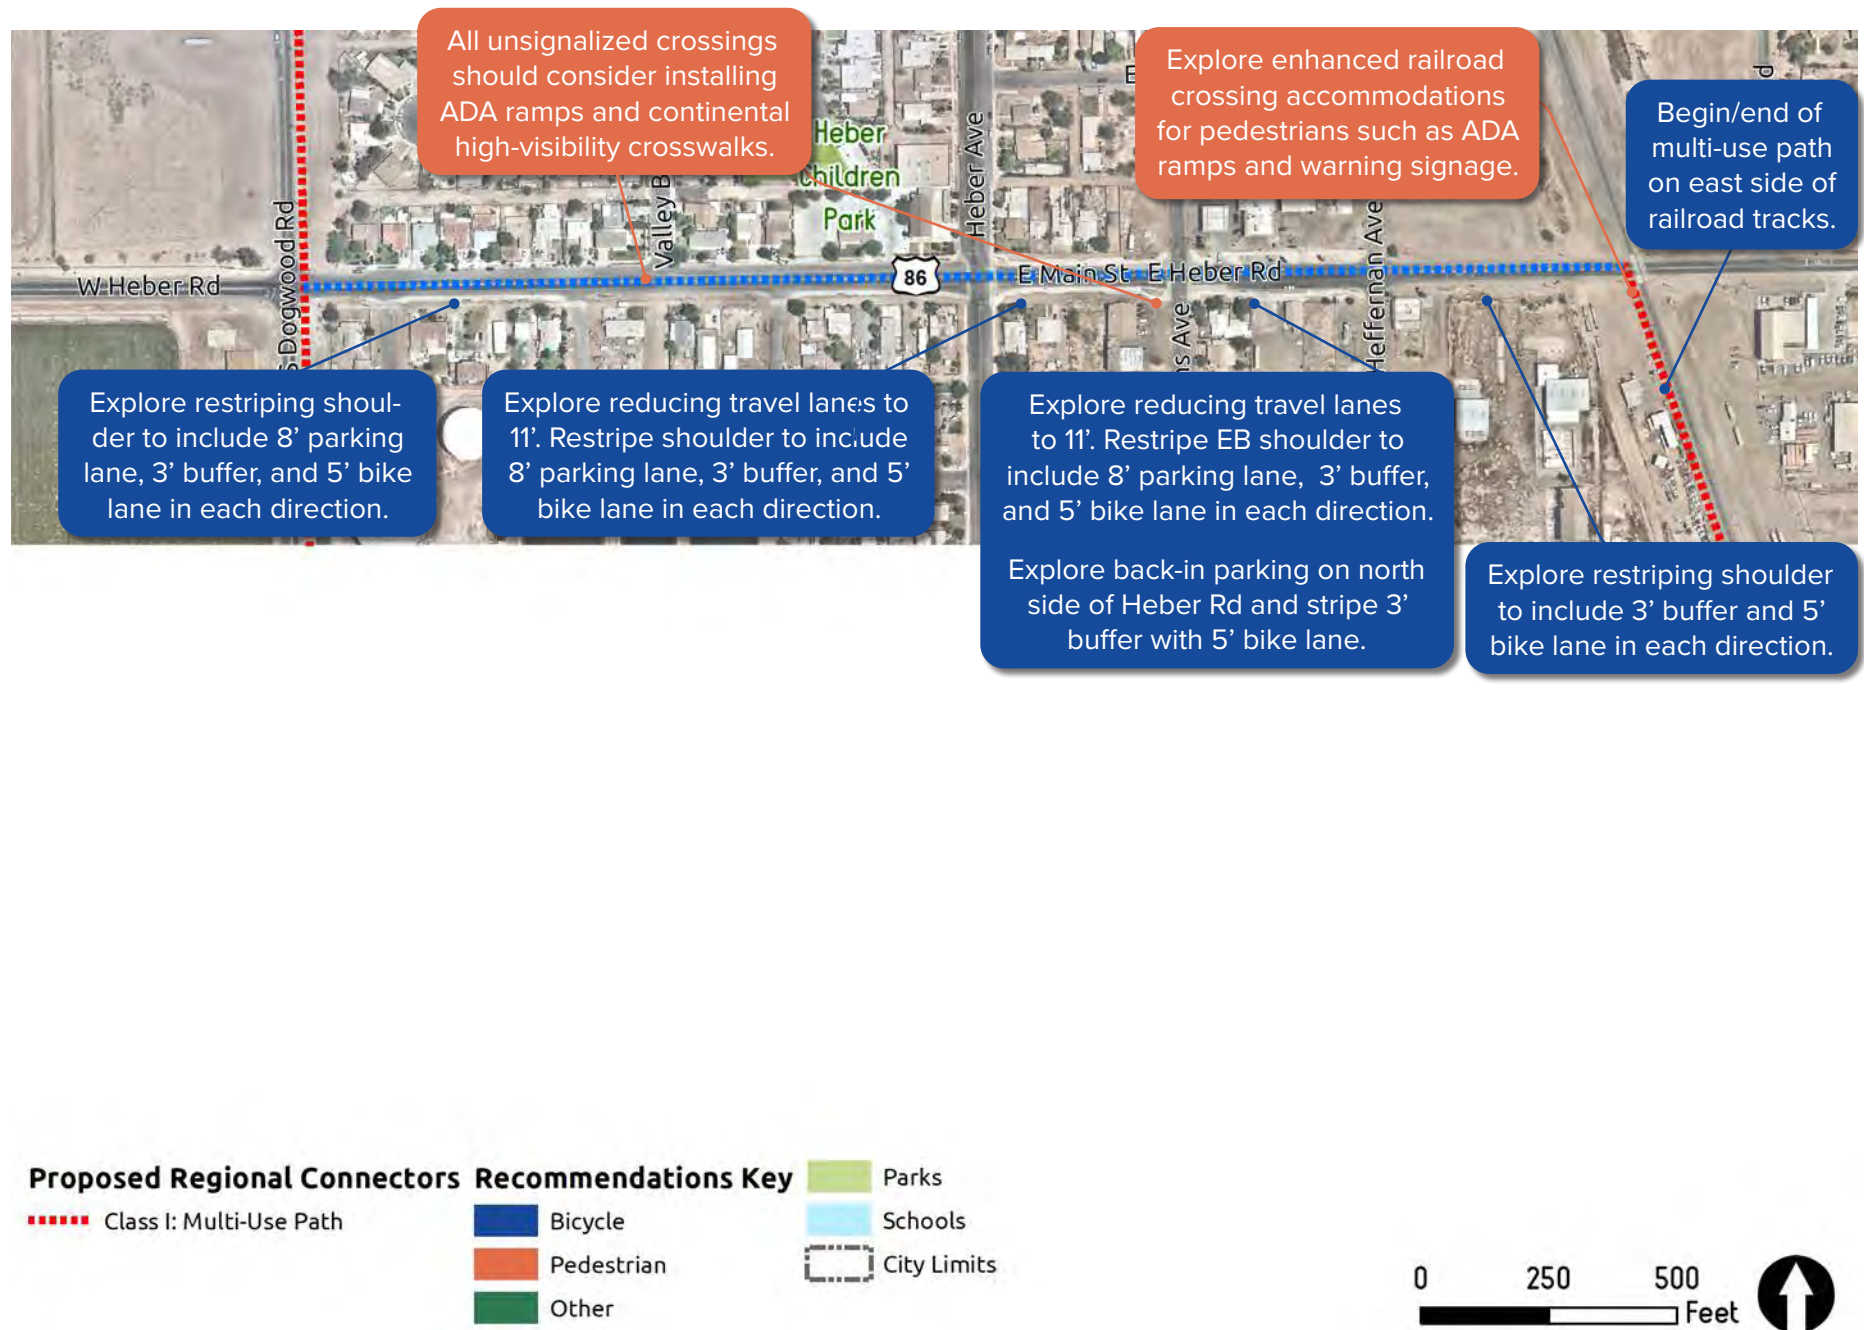 All unsignalized crossings
should consider installing
ADA ramps and continental
high-visibility crosswalks.
Explore enhanced railroad
crossing accommodations
for pedestrians such as ADA
ramps and warning signage.
Begin/end of
multi-use path
on east side of
railroad tracks.
Heber
Children
Park
Heber Ave
Valley B
S Dogwood Rd
W Heber Rd
86
E Main St
E Heber Rd
Heffernan Ave
ns Ave
E
d
Explore restriping shoul-
der to include 8’ parking
lane, 3’ buffer, and 5’ bike
lane in each direction.
Explore reducing travel lanes to
11’. Restripe shoulder to include
8’ parking lane, 3’ buffer, and 5’
bike lane in each direction.
Explore reducing travel lanes
to 11’. Restripe EB shoulder to
include 8’ parking lane, 3’ buffer,
and 5’ bike lane in each direction.
Explore back-in parking on north
side of Heber Rd and stripe 3’
buffer with 5’ bike lane.
Explore restriping shoulder
to include 3’ buffer and 5’
bike lane in each direction.
Proposed Regional Connectors
Class I: Multi-Use Path
Recommendations Key
Bicycle
Pedestrian
Other
Parks
Schools
City Limits
0 250 500
Feet